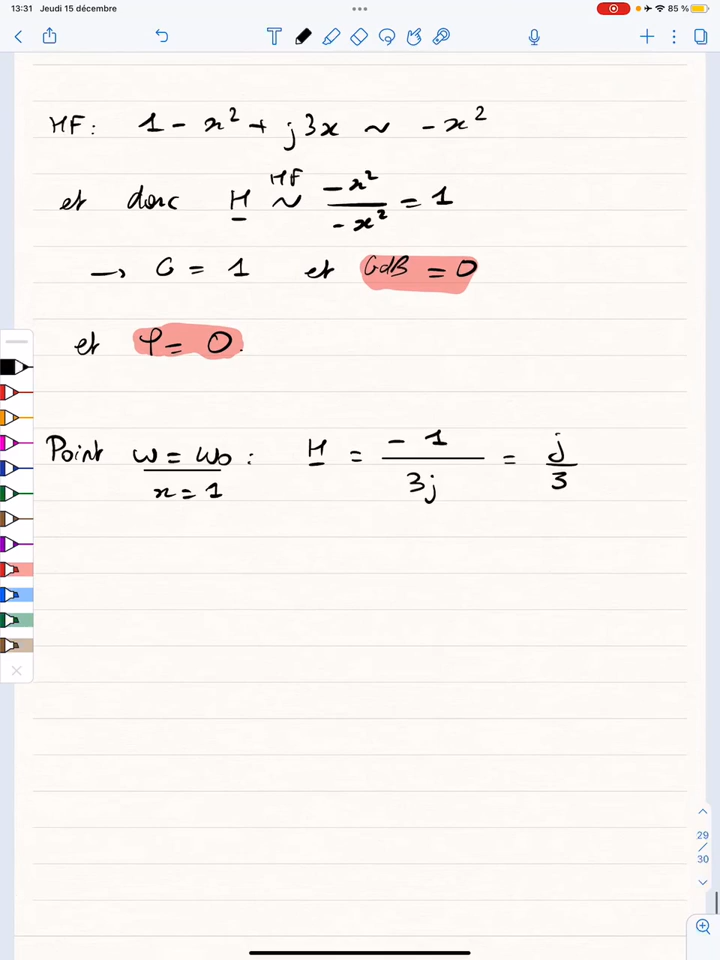 13:31 Jeudi 15 décembre
85 %
HF: 1 - x² + j3x ~ -x²
et donc H HF ~ -x² / -x² = 1
→ G = 1 et GdB = 0
et φ = 0.
Point ω = ω0 : H = -1 / 3j = j / 3
x = 1
29
/
30